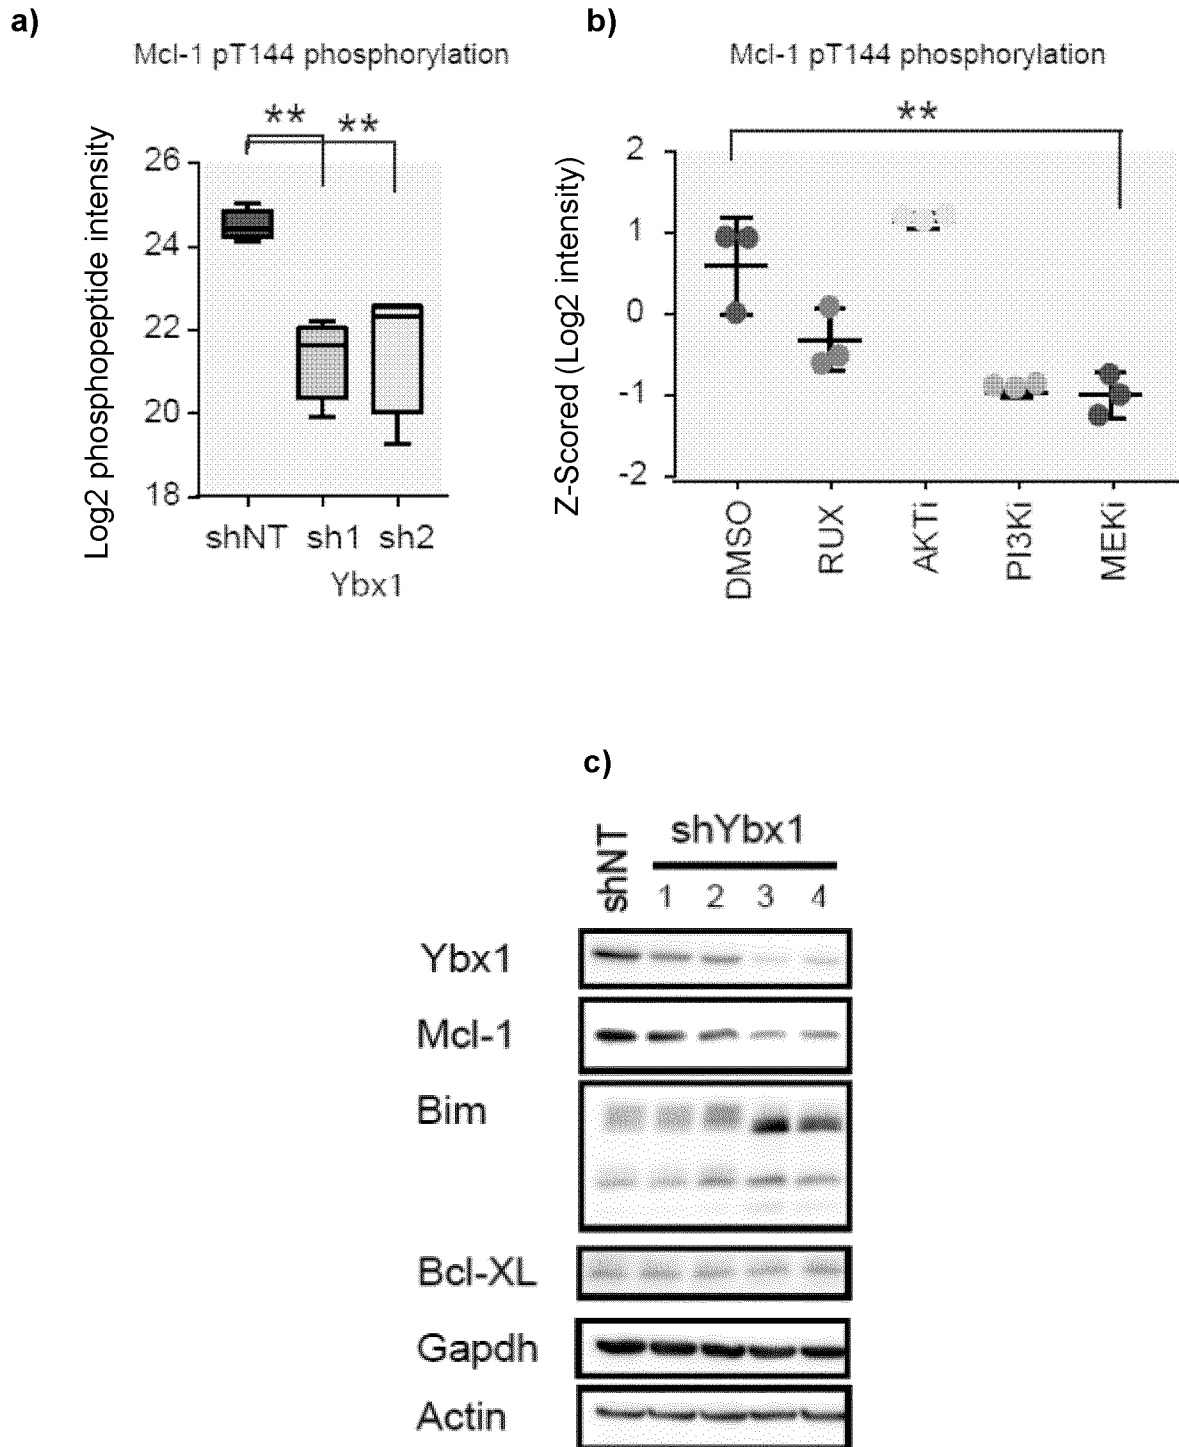 a)
Mcl-1 pT144 phosphorylation
**
**
Log2 phosphopeptide intensity
26
24
22
20
18
shNT sh1 sh2
Ybx1
b)
Mcl-1 pT144 phosphorylation
**
Z-Scored (Log2 intensity)
2
1
0
-1
-2
DMSO
RUX
AKTi
PI3Ki
MEKi
c)
shNT
shYbx1
1 2 3 4
Ybx1
Mcl-1
Bim
Bcl-XL
Gapdh
Actin